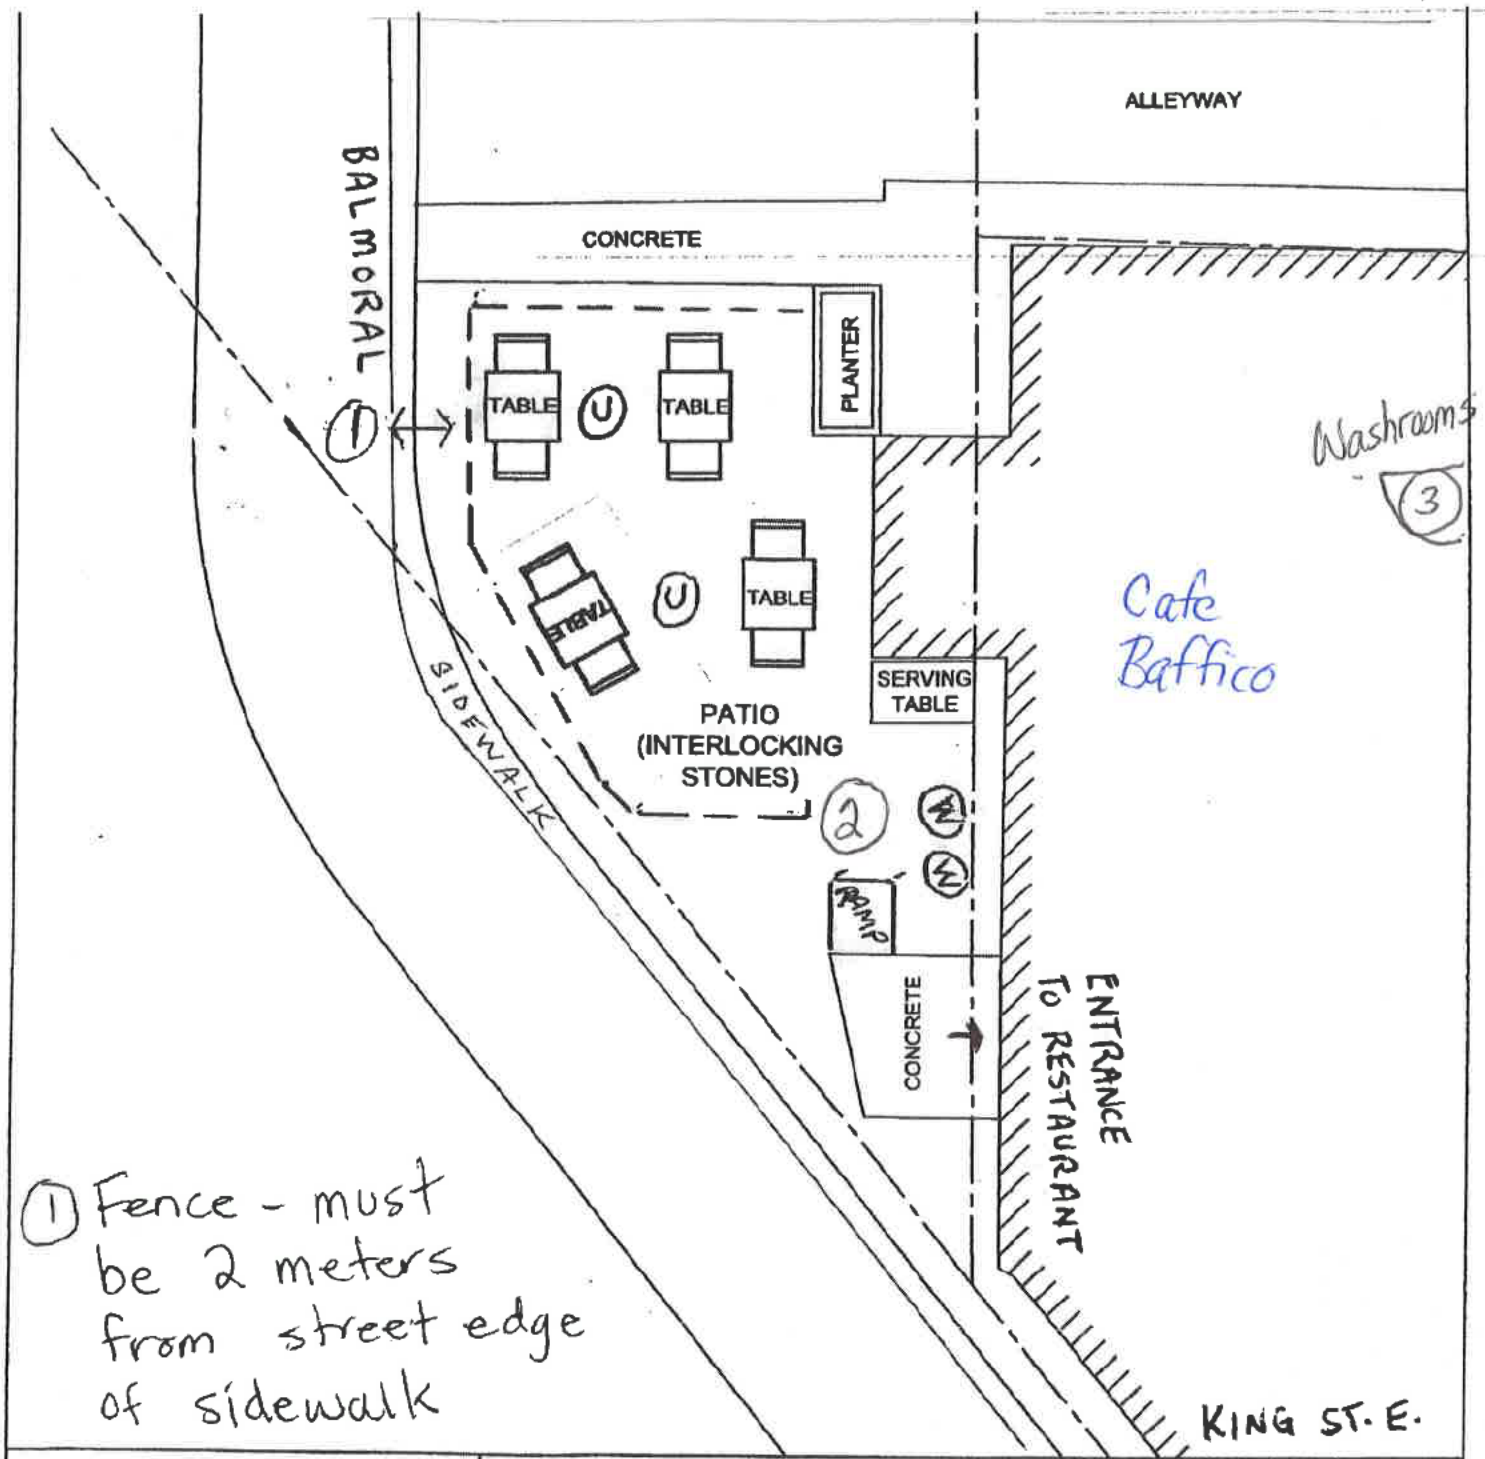 ALLEYWAY
BALMORAL
CONCRETE
PLANTER
TABLE
U
TABLE
1
Washrooms
3
TABLE
U
TABLE
Cafe
Baffico
SIDEWALK
SERVING
TABLE
PATIO
(INTERLOCKING
STONES)
2
W
W
RAMP
CONCRETE
ENTRANCE
TO RESTAURANT
1 Fence - must
be 2 meters
from street edge
of sidewalk
KING ST. E.